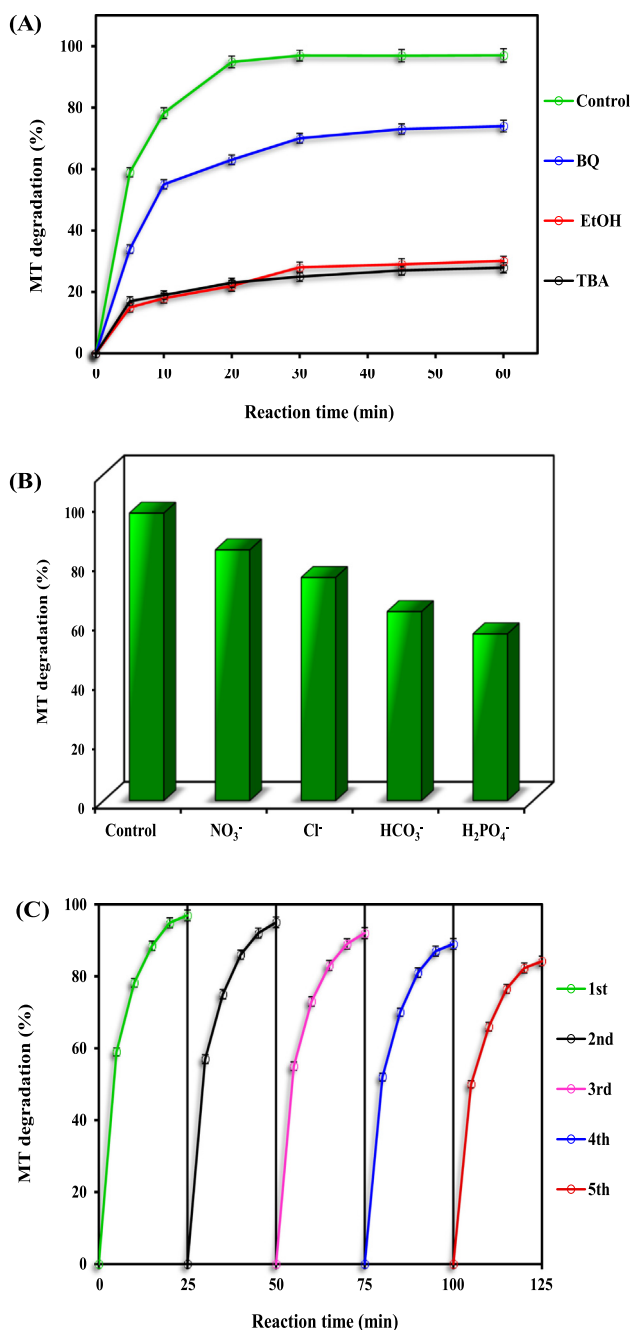 (A)
MT degradation (%)
100
80
60
40
20
0
0 10 20 30 40 50 60
Reaction time (min)
Control
BQ
EtOH
TBA
(B)
MT degradation (%)
100
80
60
40
20
0
Control NO₃⁻ Cl⁻ HCO₃⁻ H₂PO₄⁻
(C)
MT degradation (%)
100
80
60
40
20
0
0 25 50 75 100 125
Reaction time (min)
1st
2nd
3rd
4th
5th